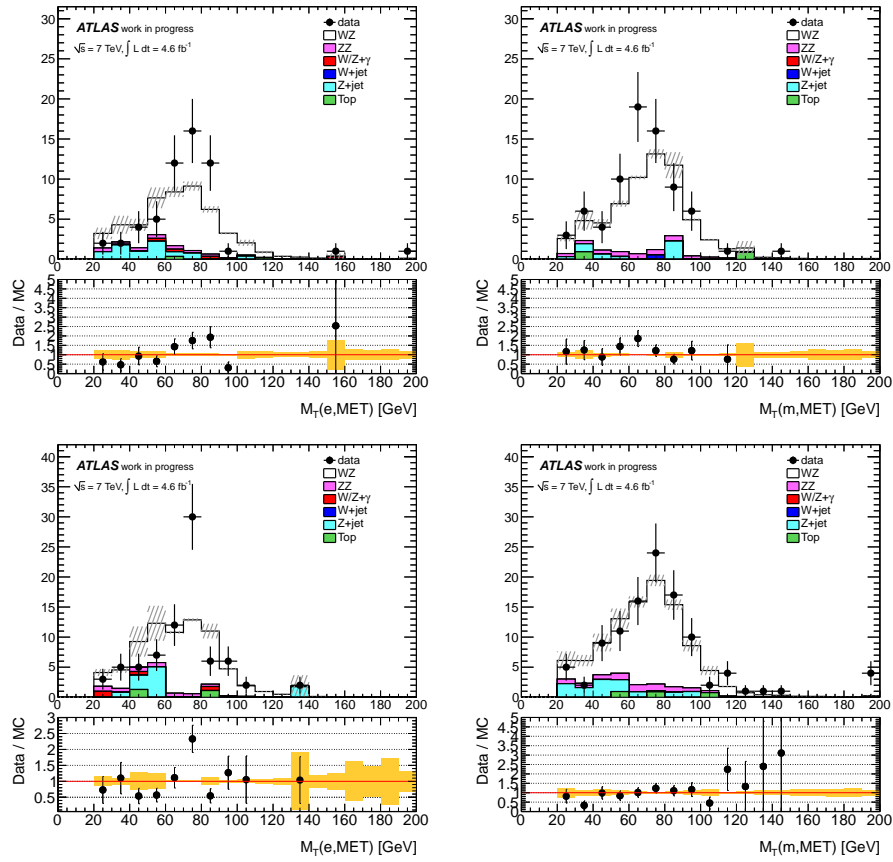 30
25
20
15
10
5
0
ATLAS work in progress
√s = 7 TeV, ∫ L dt = 4.6 fb⁻¹
data
WZ
ZZ
W/Z+γ
W+jet
Z+jet
Top
0 20 40 60 80 100 120 140 160 180 200
Data / MC
5
4.5
4
3.5
3
2.5
2
1.5
1
0.5
0
0 20 40 60 80 100 120 140 160 180 200
M_T(e,MET) [GeV]
30
25
20
15
10
5
0
ATLAS work in progress
√s = 7 TeV, ∫ L dt = 4.6 fb⁻¹
data
WZ
ZZ
W/Z+γ
W+jet
Z+jet
Top
0 20 40 60 80 100 120 140 160 180 200
Data / MC
5
4.5
4
3.5
3
2.5
2
1.5
1
0.5
0
0 20 40 60 80 100 120 140 160 180 200
M_T(m,MET) [GeV]
40
35
30
25
20
15
10
5
0
ATLAS work in progress
√s = 7 TeV, ∫ L dt = 4.6 fb⁻¹
data
WZ
ZZ
W/Z+γ
W+jet
Z+jet
Top
0 20 40 60 80 100 120 140 160 180 200
Data / MC
3
2.5
2
1.5
1
0.5
0 20 40 60 80 100 120 140 160 180 200
M_T(e,MET) [GeV]
40
35
30
25
20
15
10
5
0
ATLAS work in progress
√s = 7 TeV, ∫ L dt = 4.6 fb⁻¹
data
WZ
ZZ
W/Z+γ
W+jet
Z+jet
Top
0 20 40 60 80 100 120 140 160 180 200
Data / MC
5
4.5
4
3.5
3
2.5
2
1.5
1
0.5
0
0 20 40 60 80 100 120 140 160 180 200
M_T(m,MET) [GeV]